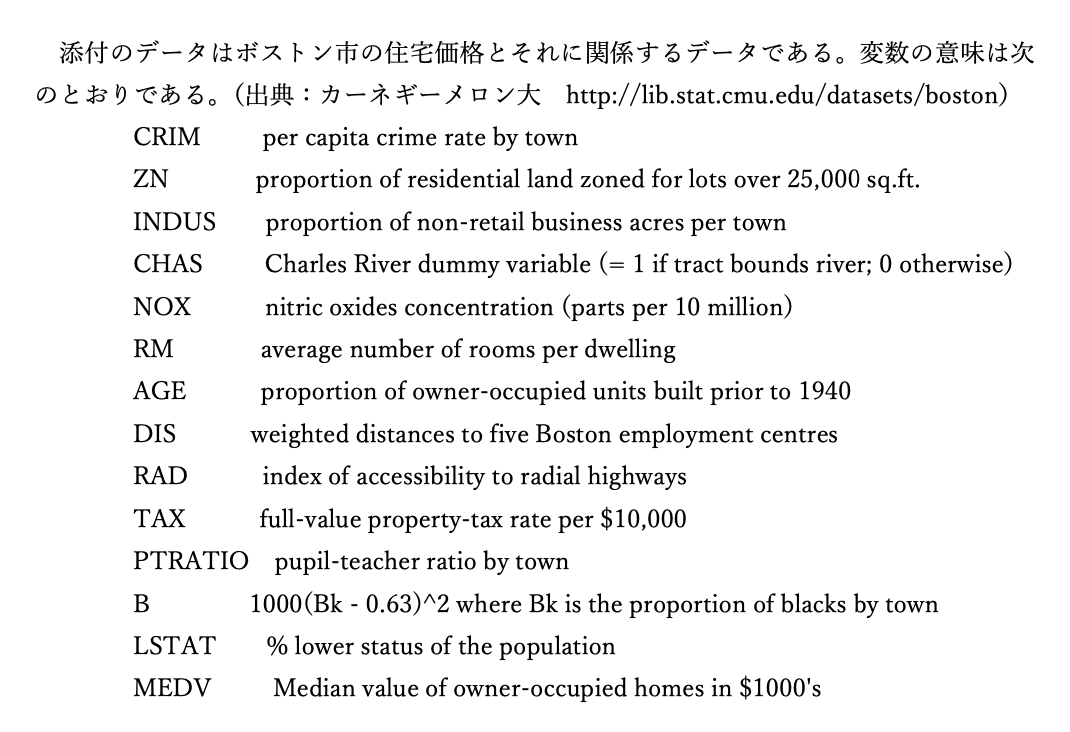 添付のデータはボストン市の住宅価格とそれに関係するデータである。変数の意味は次
のとおりである。(出典：カーネギーメロン大　http://lib.stat.cmu.edu/datasets/boston)
CRIM per capita crime rate by town
ZN proportion of residential land zoned for lots over 25,000 sq.ft.
INDUS proportion of non-retail business acres per town
CHAS Charles River dummy variable (= 1 if tract bounds river; 0 otherwise)
NOX nitric oxides concentration (parts per 10 million)
RM average number of rooms per dwelling
AGE proportion of owner-occupied units built prior to 1940
DIS weighted distances to five Boston employment centres
RAD index of accessibility to radial highways
TAX full-value property-tax rate per $10,000
PTRATIO pupil-teacher ratio by town
B 1000(Bk - 0.63)^2 where Bk is the proportion of blacks by town
LSTAT % lower status of the population
MEDV Median value of owner-occupied homes in $1000's